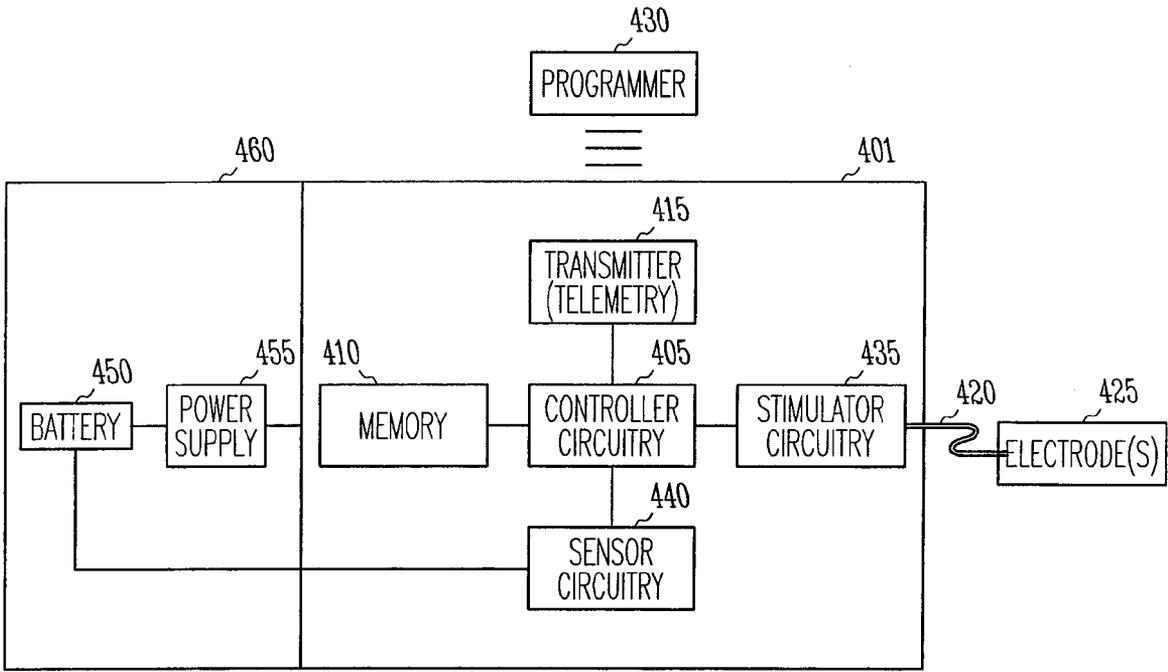 430
PROGRAMMER
460
401
415
TRANSMITTER
(TELEMETRY)
450
BATTERY
455
POWER
SUPPLY
410
MEMORY
405
CONTROLLER
CIRCUITRY
435
STIMULATOR
CIRCUITRY
420
425
ELECTRODE(S)
440
SENSOR
CIRCUITRY